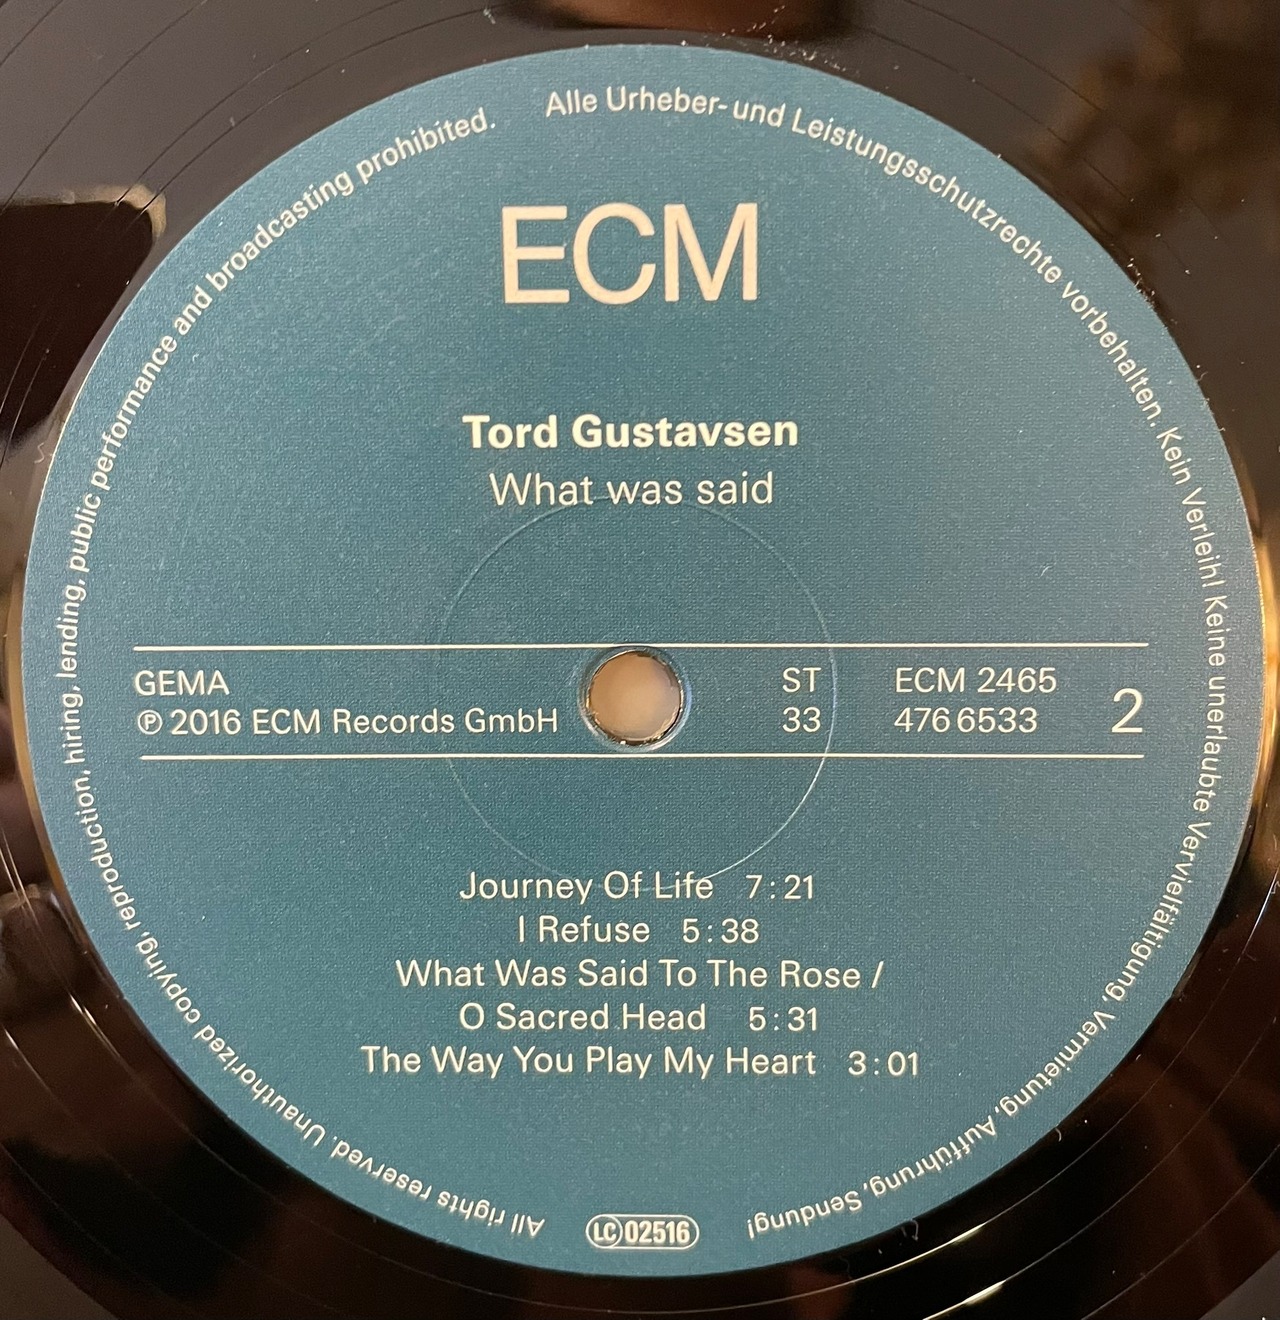 Alle Urheber- und Leistungsschutzrechte vorbehalten. Kein Verleih! Keine unerlaubte Vervielfältigung, Vermietung, Aufführung, Sendung!
ECM
Tord Gustavsen
What was said
GEMA ST ECM 2465
℗ 2016 ECM Records GmbH 33 476 6533 2
Journey Of Life 7:21
I Refuse 5:38
What Was Said To The Rose /
O Sacred Head 5:31
The Way You Play My Heart 3:01
LC 02516
All rights reserved. Unauthorized copying, reproduction, hiring, lending, public performance and broadcasting prohibited.